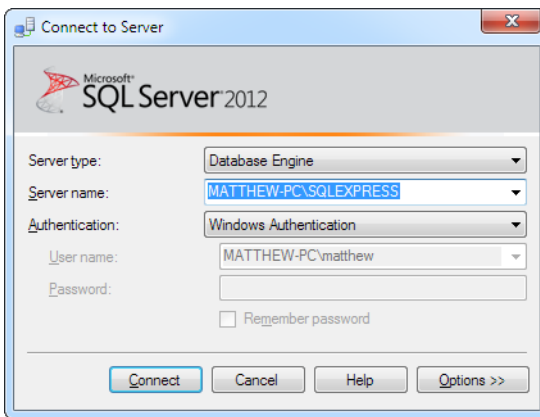 Connect to Server
Microsoft®
SQL Server® 2012
Server type: Database Engine
Server name: MATTHEW-PC\SQLEXPRESS
Authentication: Windows Authentication
User name: MATTHEW-PC\matthew
Password:
Remember password
Connect Cancel Help Options >>